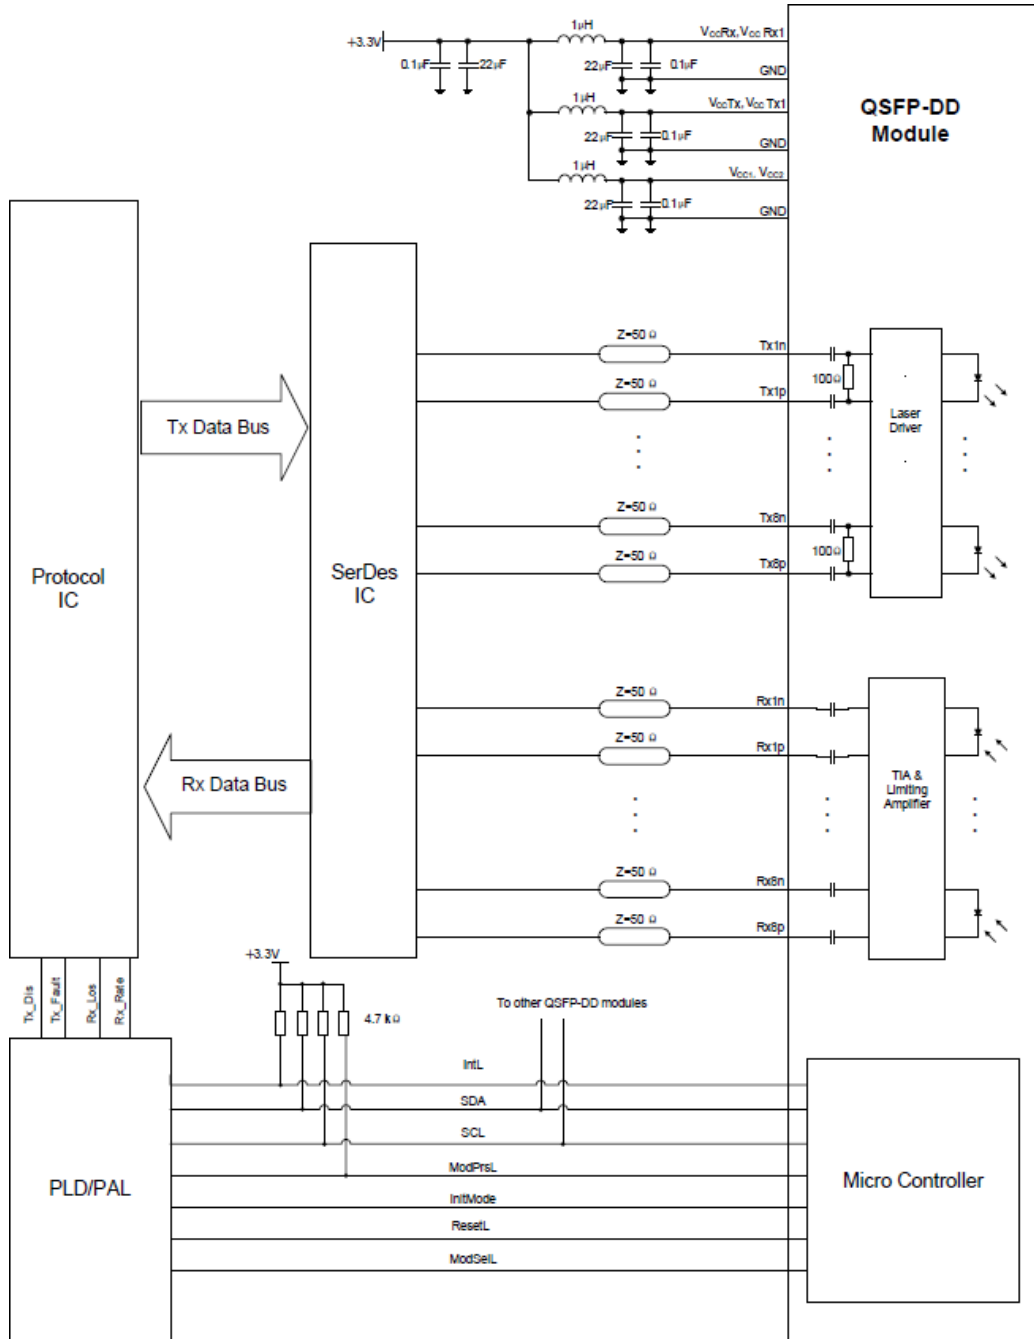 1μH
VCCRx, VCC Rx1
+3.3V
0.1μF
22μF
22μF
0.1μF
GND
QSFP-DD
Module
1μH
VCCTx, VCC Tx1
22μF
0.1μF
GND
1μH
VCC1, VCC2
22μF
0.1μF
GND
Z=50 Ω
Tx1n
100Ω
Z=50 Ω
Tx1p
Tx Data Bus
Laser
Driver
Z=50 Ω
Tx8n
100Ω
Z=50 Ω
Tx8p
Protocol
IC
SerDes
IC
Z=50 Ω
Rx1n
Z=50 Ω
Rx1p
Rx Data Bus
TIA &
Limiting
Amplifier
Z=50 Ω
Rx8n
Z=50 Ω
Rx8p
+3.3V
Tx_Dis
Tx_Fault
Rx_Los
Rx_Rate
4.7 kΩ
To other QSFP-DD modules
IntL
SDA
SCL
ModPrsL
PLD/PAL
Micro Controller
InitMode
ResetL
ModSelL